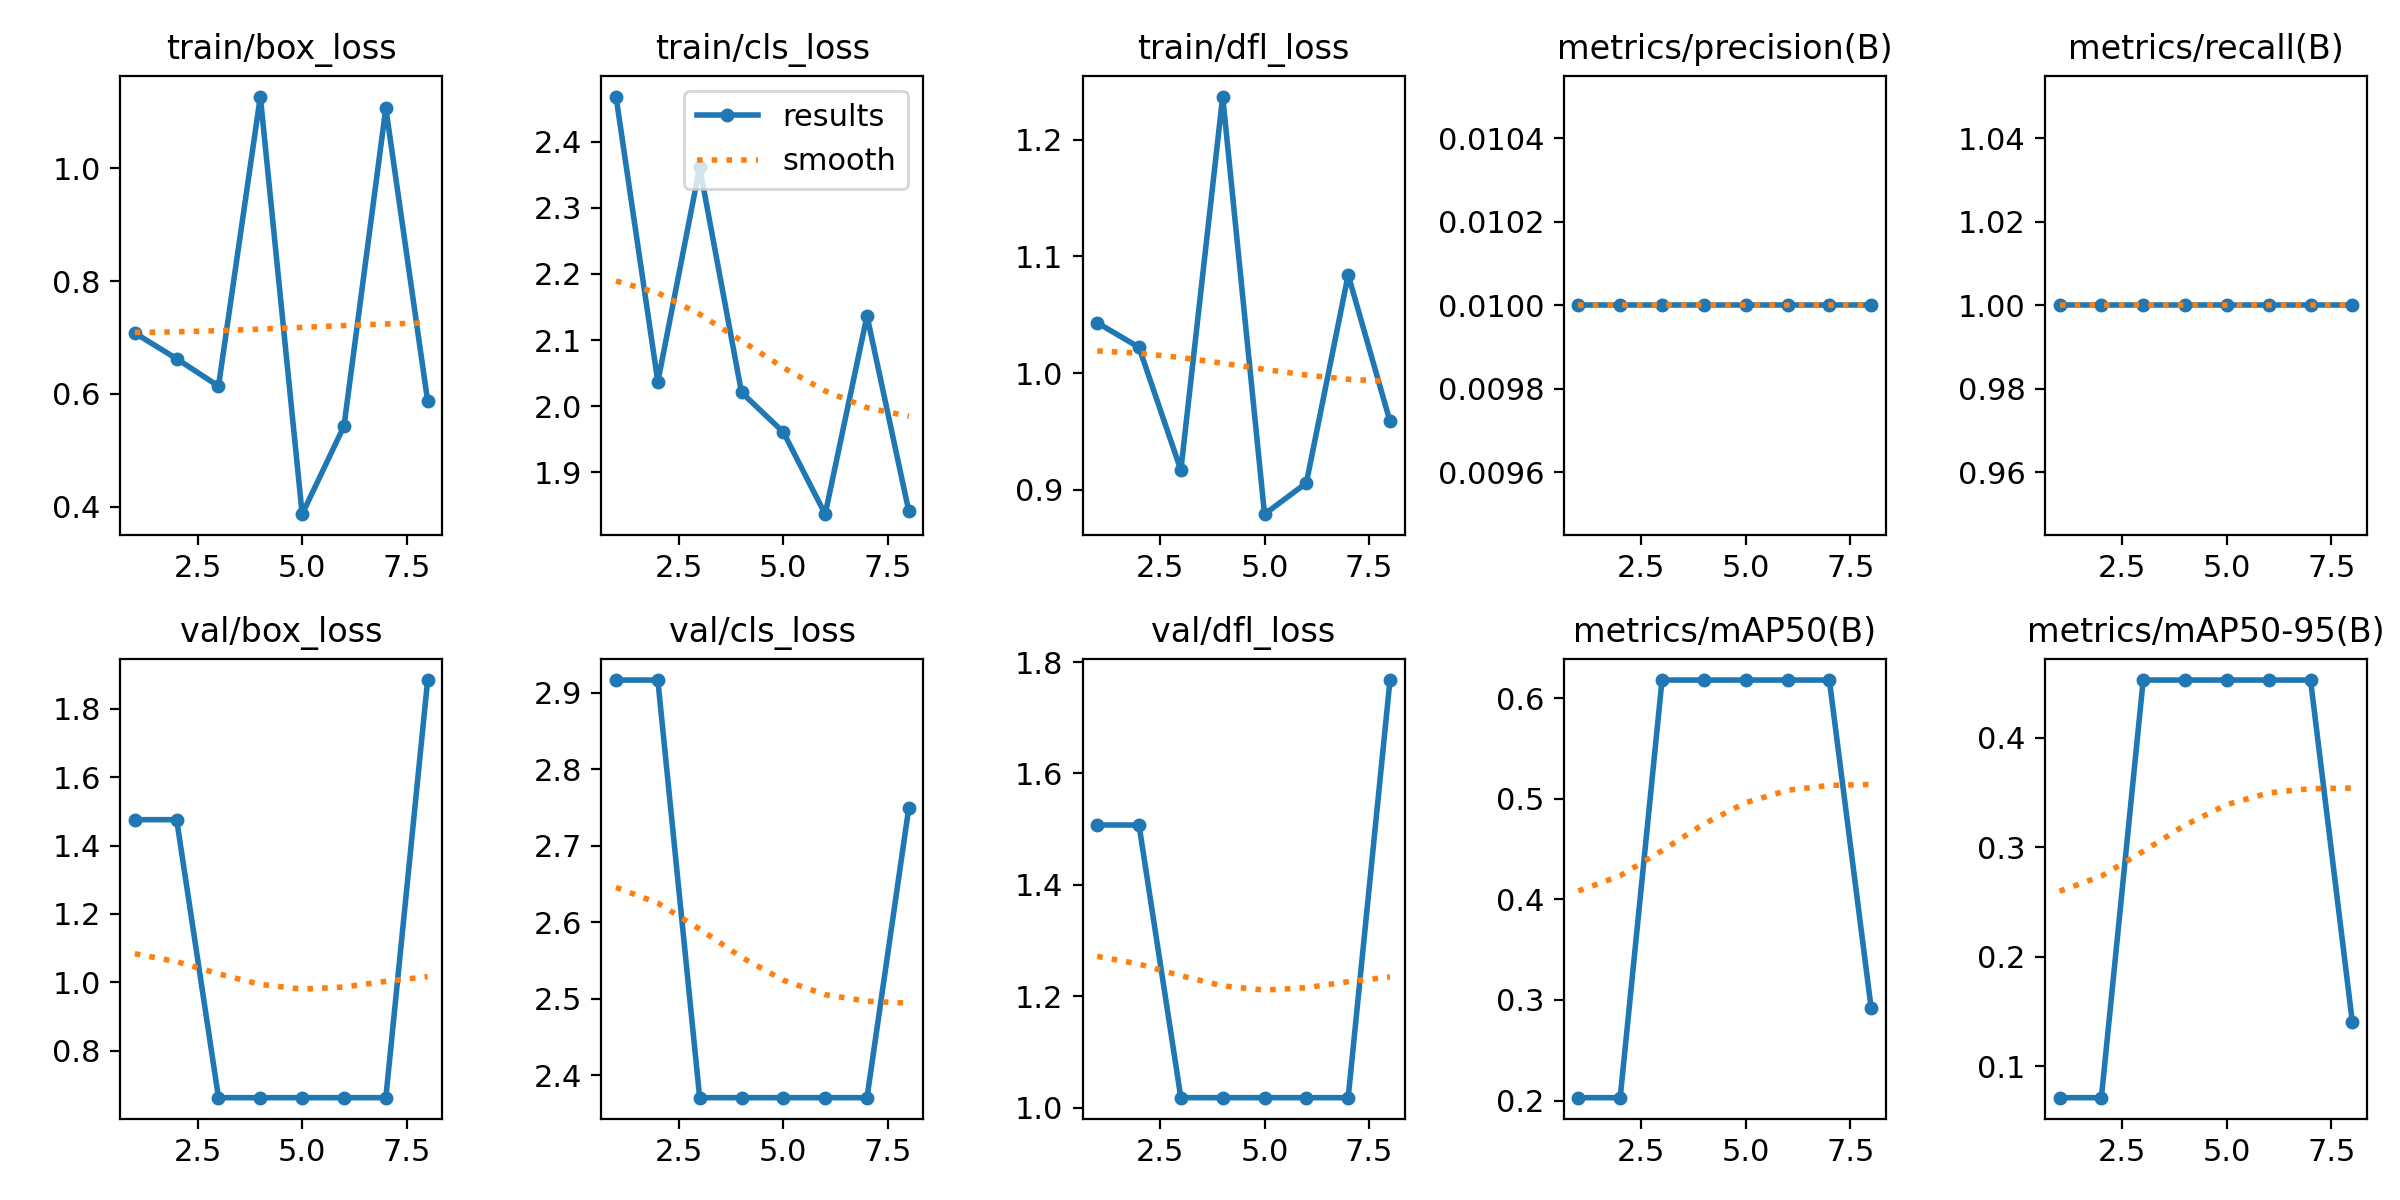 train/box_loss
1.0
0.8
0.6
0.4
2.5 5.0 7.5
train/cls_loss
results
smooth
2.4
2.3
2.2
2.1
2.0
1.9
2.5 5.0 7.5
train/dfl_loss
1.2
1.1
1.0
0.9
2.5 5.0 7.5
metrics/precision(B)
0.0104
0.0102
0.0100
0.0098
0.0096
2.5 5.0 7.5
metrics/recall(B)
1.04
1.02
1.00
0.98
0.96
2.5 5.0 7.5
val/box_loss
1.8
1.6
1.4
1.2
1.0
0.8
2.5 5.0 7.5
val/cls_loss
2.9
2.8
2.7
2.6
2.5
2.4
2.5 5.0 7.5
val/dfl_loss
1.8
1.6
1.4
1.2
1.0
2.5 5.0 7.5
metrics/mAP50(B)
0.6
0.5
0.4
0.3
0.2
2.5 5.0 7.5
metrics/mAP50-95(B)
0.4
0.3
0.2
0.1
2.5 5.0 7.5